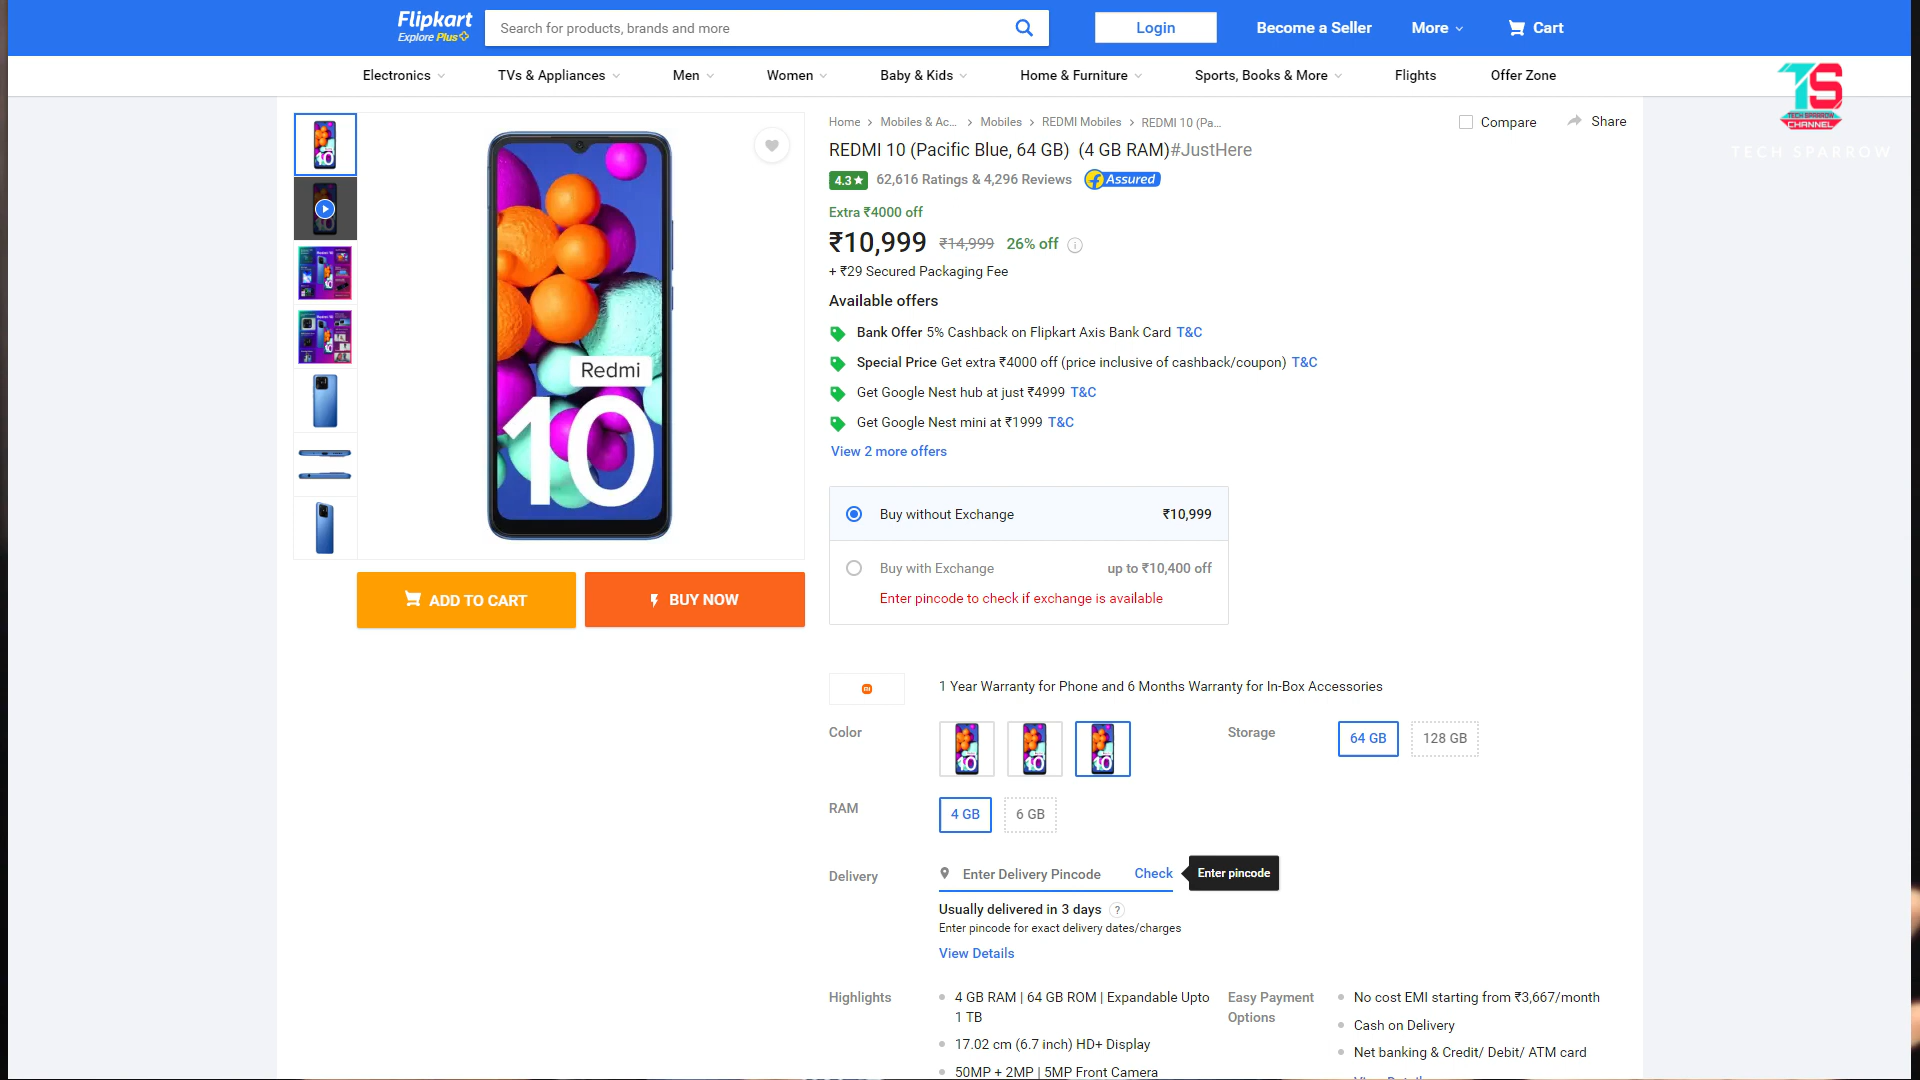 Flipkart
Explore Plus
Search for products, brands and more
Login
Become a Seller
More
Cart
Electronics
TVs & Appliances
Men
Women
Baby & Kids
Home & Furniture
Sports, Books & More
Flights
Offer Zone
TS
TECH SPARROW
CHANNEL
TECH SPARROW
Home
Mobiles & Ac...
Mobiles
REDMI Mobiles
REDMI 10 (Pa...
Compare
Share
REDMI 10 (Pacific Blue, 64 GB) (4 GB RAM)#JustHere
4.3★ 62,616 Ratings & 4,296 Reviews Assured
Extra ₹4000 off
₹10,999 ₹14,999 26% off
+ ₹29 Secured Packaging Fee
Available offers
Bank Offer 5% Cashback on Flipkart Axis Bank Card T&C
Special Price Get extra ₹4000 off (price inclusive of cashback/coupon) T&C
Get Google Nest hub at just ₹4999 T&C
Get Google Nest mini at ₹1999 T&C
View 2 more offers
Redmi
10
Buy without Exchange ₹10,999
Buy with Exchange up to ₹10,400 off
Enter pincode to check if exchange is available
ADD TO CART
BUY NOW
1 Year Warranty for Phone and 6 Months Warranty for In-Box Accessories
Color
Storage
64 GB
128 GB
RAM
4 GB
6 GB
Delivery
Enter Delivery Pincode
Check
Enter pincode
Usually delivered in 3 days ?
Enter pincode for exact delivery dates/charges
View Details
Highlights
4 GB RAM | 64 GB ROM | Expandable Upto
1 TB
17.02 cm (6.7 inch) HD+ Display
50MP + 2MP | 5MP Front Camera
Easy Payment
Options
No cost EMI starting from ₹3,667/month
Cash on Delivery
Net banking & Credit/ Debit/ ATM card